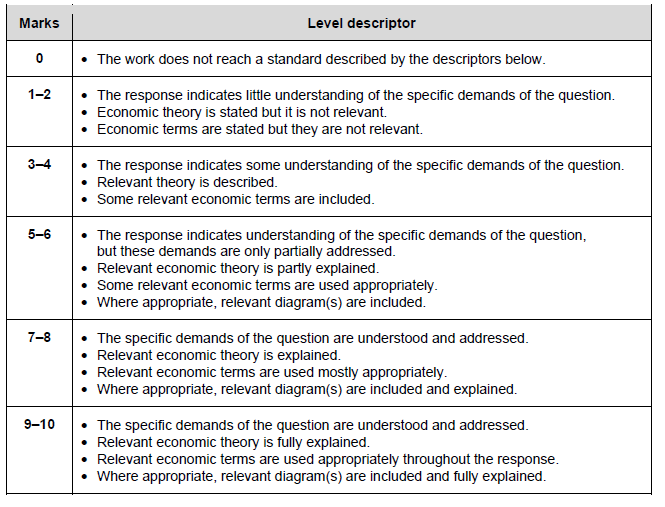 Marks Level descriptor
0 • The work does not reach a standard described by the descriptors below.
1–2 • The response indicates little understanding of the specific demands of the question.
• Economic theory is stated but it is not relevant.
• Economic terms are stated but they are not relevant.
3–4 • The response indicates some understanding of the specific demands of the question.
• Relevant theory is described.
• Some relevant economic terms are included.
5–6 • The response indicates understanding of the specific demands of the question,
but these demands are only partially addressed.
• Relevant economic theory is partly explained.
• Some relevant economic terms are used appropriately.
• Where appropriate, relevant diagram(s) are included.
7–8 • The specific demands of the question are understood and addressed.
• Relevant economic theory is explained.
• Relevant economic terms are used mostly appropriately.
• Where appropriate, relevant diagram(s) are included and explained.
9–10 • The specific demands of the question are understood and addressed.
• Relevant economic theory is fully explained.
• Relevant economic terms are used appropriately throughout the response.
• Where appropriate, relevant diagram(s) are included and fully explained.